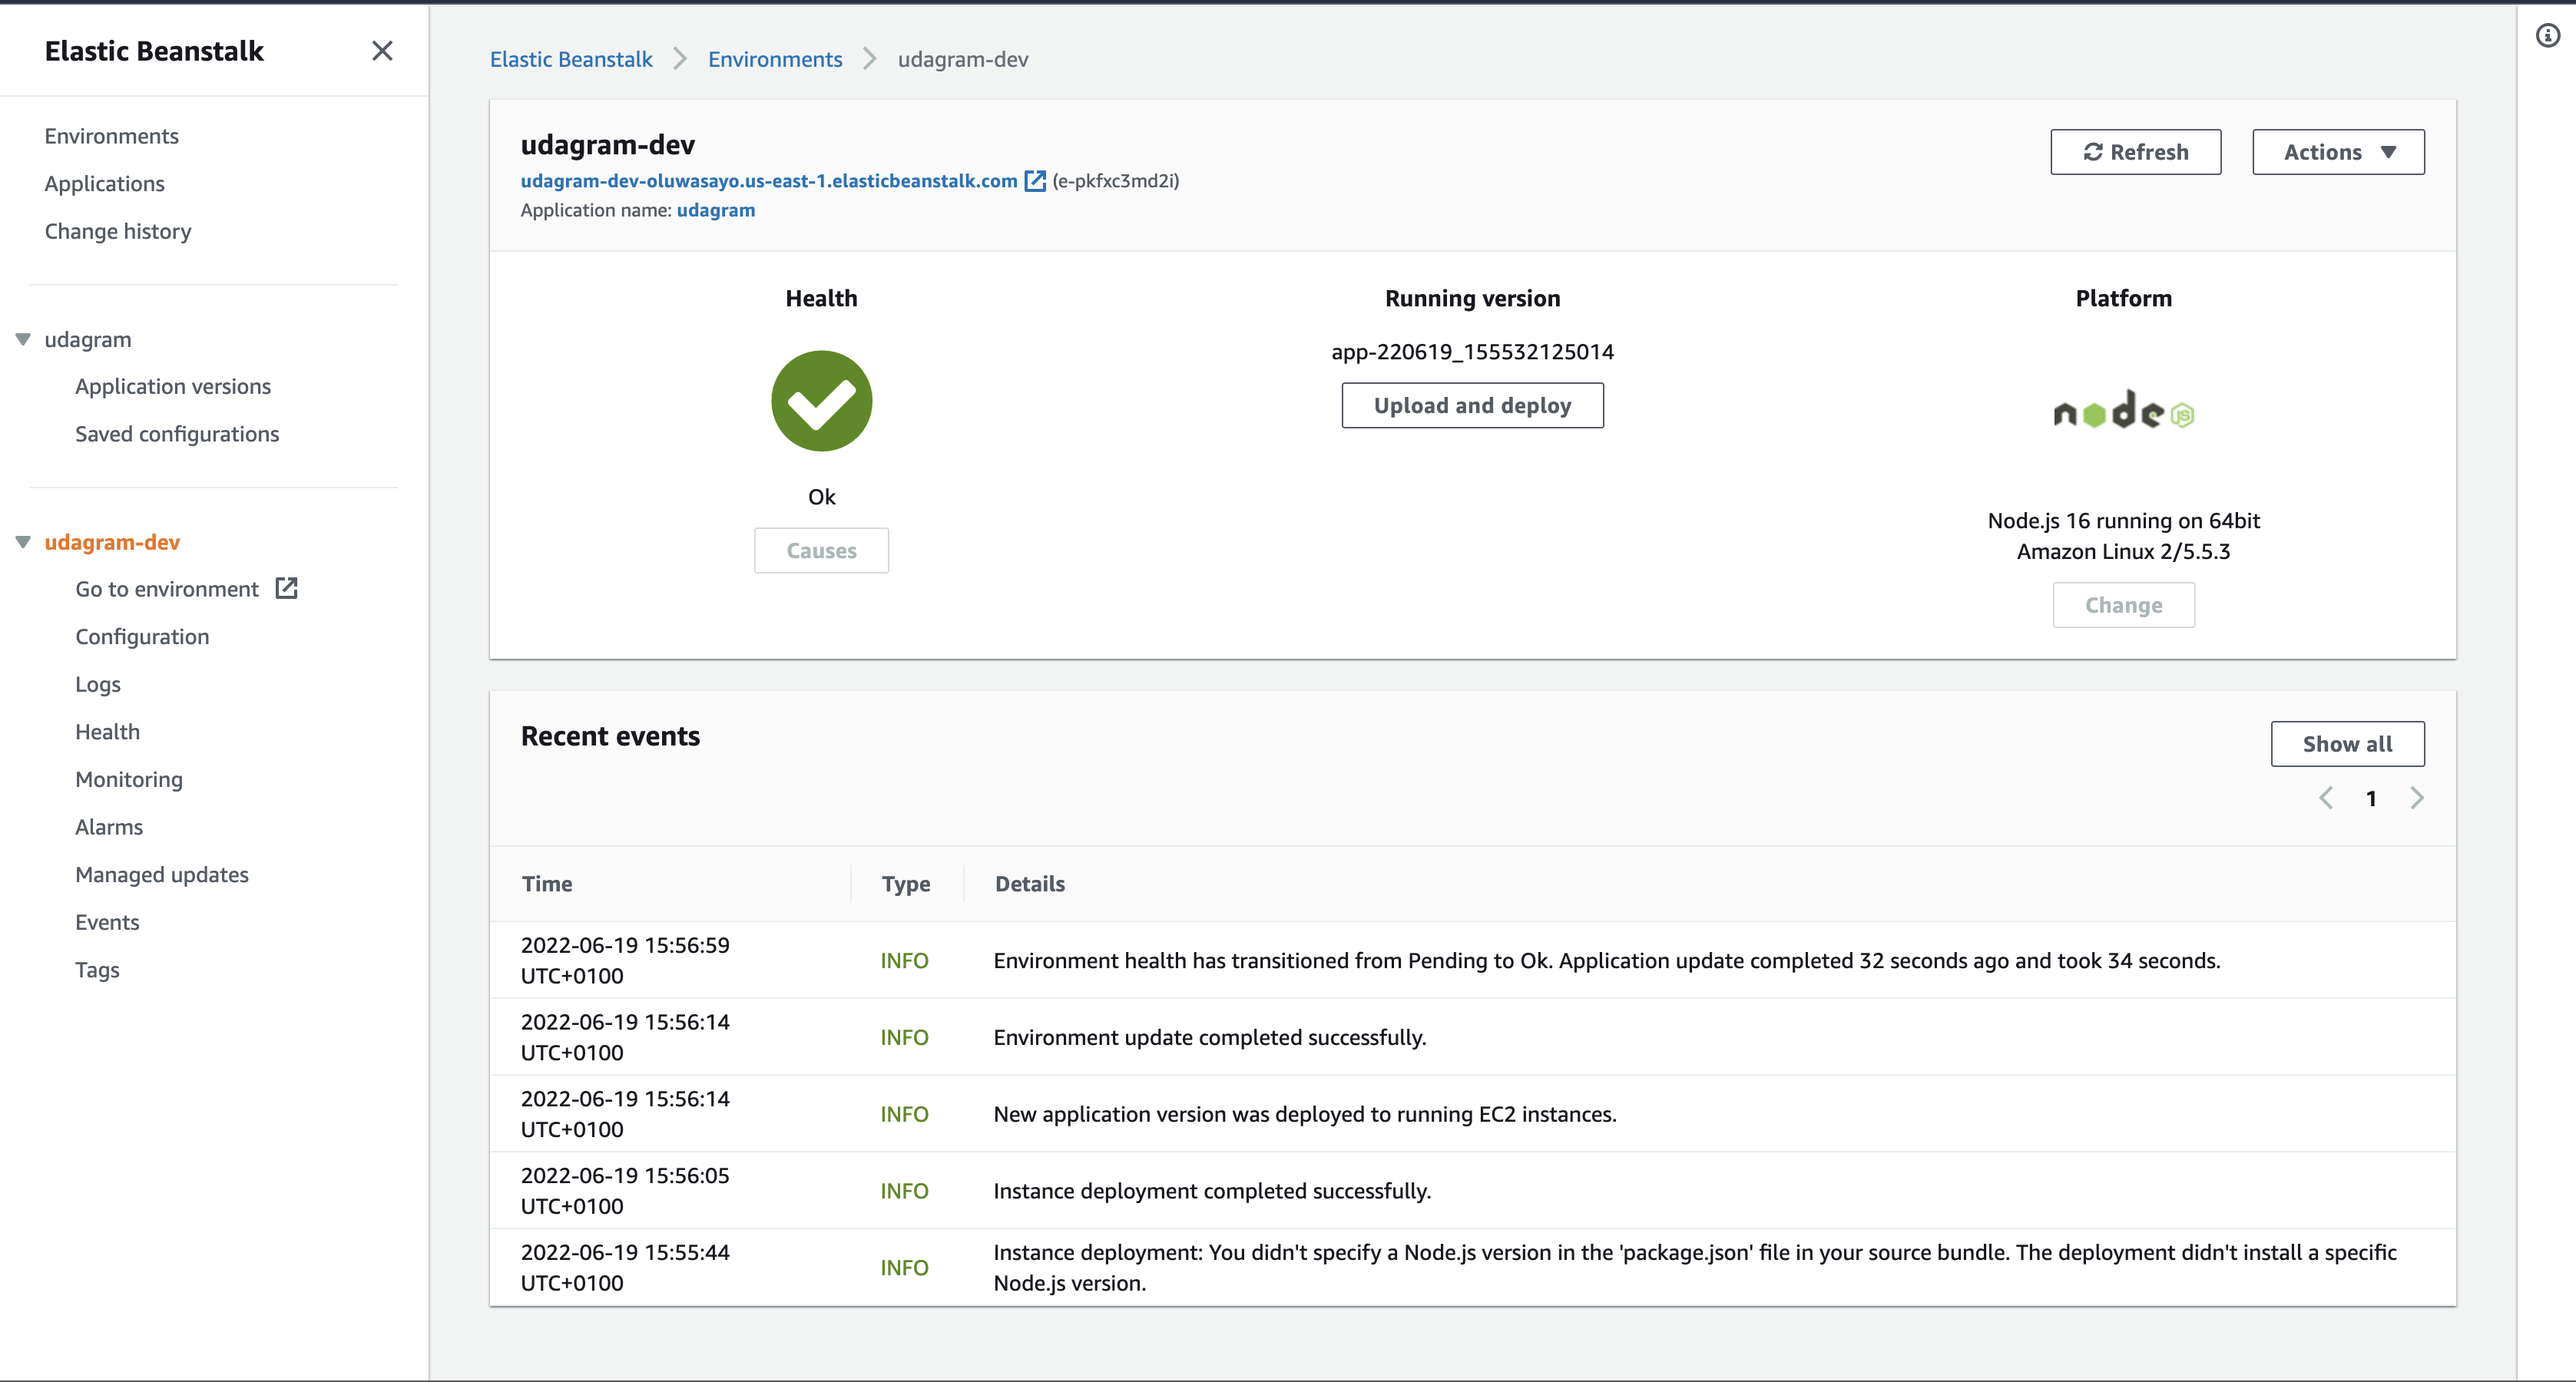 Elastic Beanstalk
Environments
Applications
Change history
udagram
Application versions
Saved configurations
udagram-dev
Go to environment
Configuration
Logs
Health
Monitoring
Alarms
Managed updates
Events
Tags
Elastic Beanstalk Environments udagram-dev
udagram-dev
udagram-dev-oluwasayo.us-east-1.elasticbeanstalk.com (e-pkfxc3md2i)
Application name: udagram
Refresh
Actions
Health
Ok
Causes
Running version
app-220619_155532125014
Upload and deploy
Platform
node JS
Node.js 16 running on 64bit
Amazon Linux 2/5.5.3
Change
Recent events
Show all
1
Time Type Details
2022-06-19 15:56:59
UTC+0100
INFO
Environment health has transitioned from Pending to Ok. Application update completed 32 seconds ago and took 34 seconds.
2022-06-19 15:56:14
UTC+0100
INFO
Environment update completed successfully.
2022-06-19 15:56:14
UTC+0100
INFO
New application version was deployed to running EC2 instances.
2022-06-19 15:56:05
UTC+0100
INFO
Instance deployment completed successfully.
2022-06-19 15:55:44
UTC+0100
INFO
Instance deployment: You didn't specify a Node.js version in the 'package.json' file in your source bundle. The deployment didn't install a specific
Node.js version.